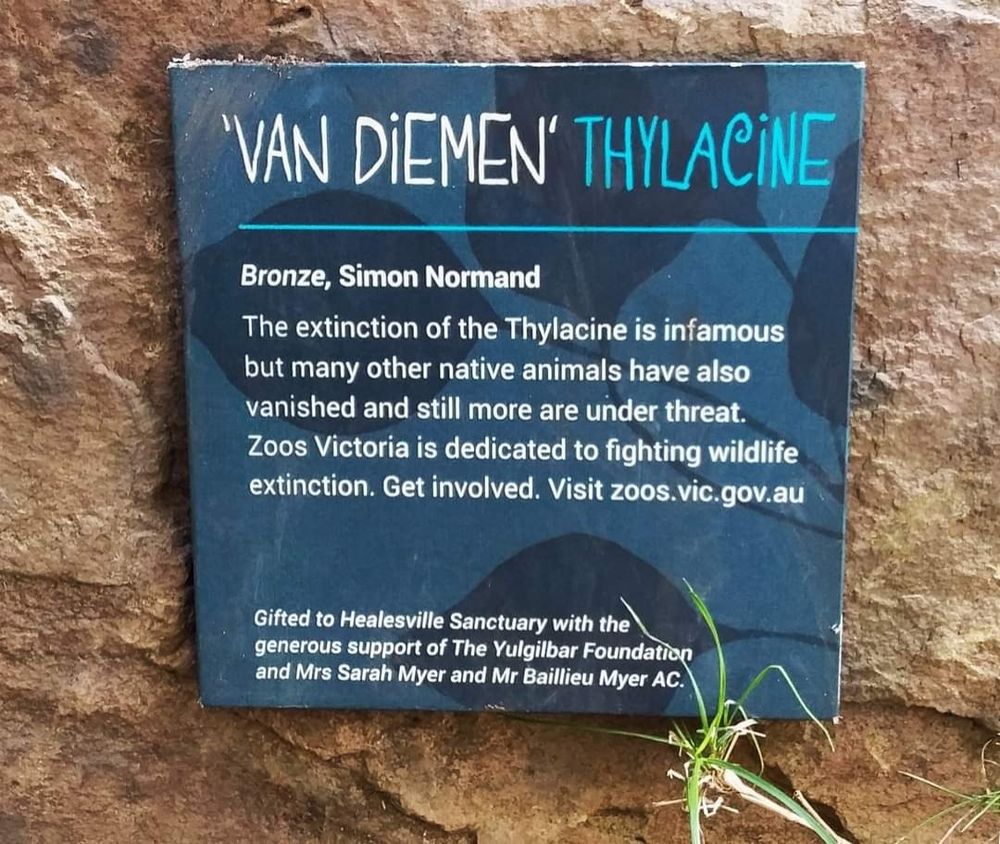 'VAN DiEMEN' THYLACiNE
Bronze, Simon Normand
The extinction of the Thylacine is infamous
but many other native animals have also
vanished and still more are under threat.
Zoos Victoria is dedicated to fighting wildlife
extinction. Get involved. Visit zoos.vic.gov.au
Gifted to Healesville Sanctuary with the
generous support of The Yulgilbar Foundation
and Mrs Sarah Myer and Mr Baillieu Myer AC.